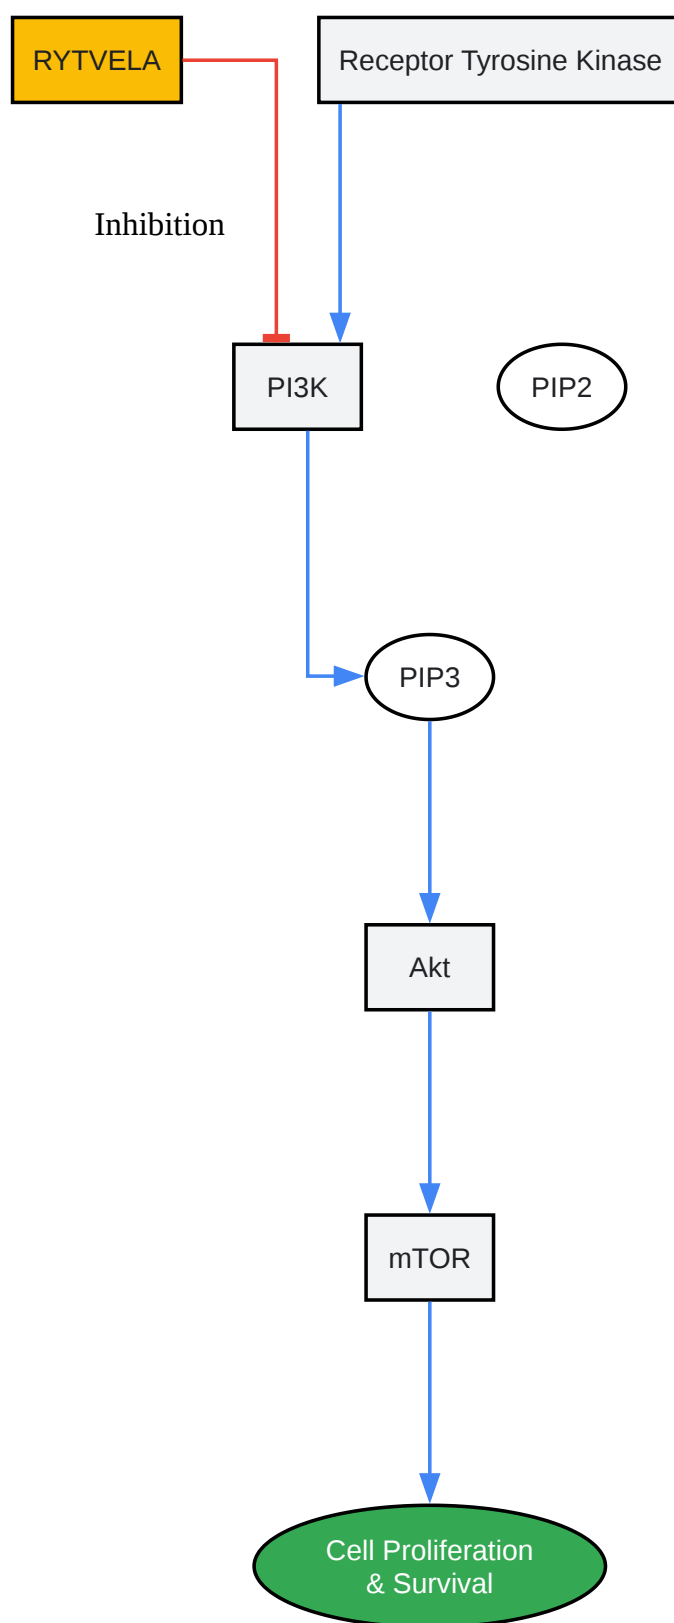 RYTVELA
Receptor Tyrosine Kinase
Inhibition
PI3K
PIP2
PIP3
Akt
mTOR
Cell Proliferation
& Survival